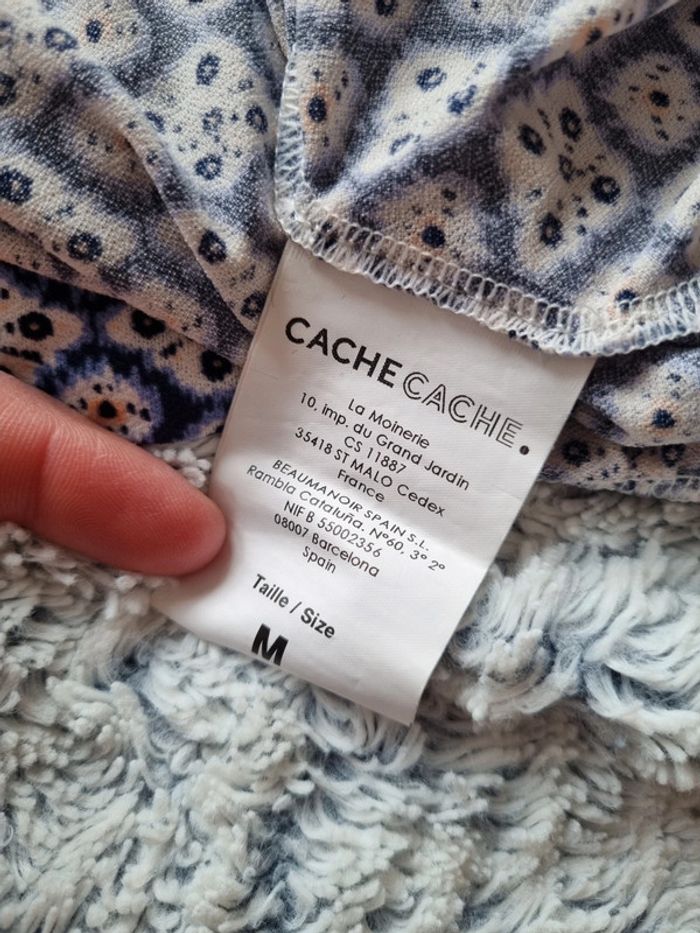 CACHE CACHE.
La Moinerie
10, imp. du Grand Jardin
CS 11887
35418 ST MALO Cedex
France
BEAUMANOIR SPAIN S.L.
Rambla Cataluña. Nº60, 3º 2º
NIF B 55002356
08007 Barcelona
Spain
Taille / Size
M